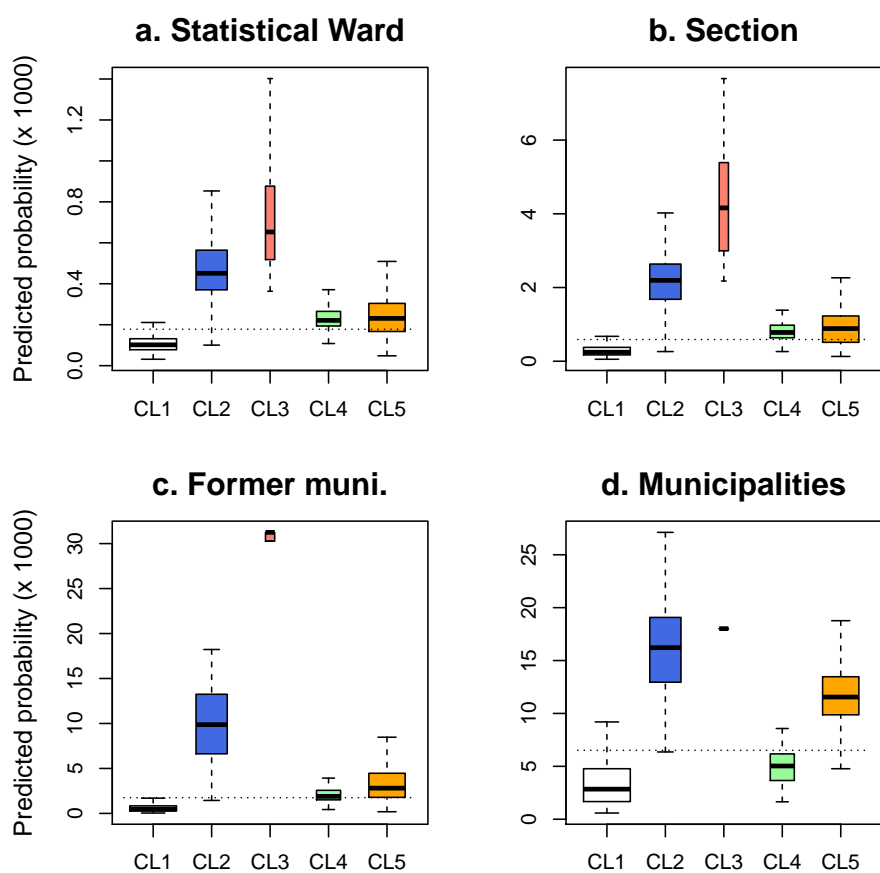 a. Statistical Ward
b. Section
Predicted probability (x 1000)
0.0
0.4
0.8
1.2
CL1 CL2 CL3 CL4 CL5
0
2
4
6
CL1 CL2 CL3 CL4 CL5
c. Former muni.
d. Municipalities
Predicted probability (x 1000)
0
5
10
15
20
25
30
CL1 CL2 CL3 CL4 CL5
0
5
10
15
20
25
CL1 CL2 CL3 CL4 CL5